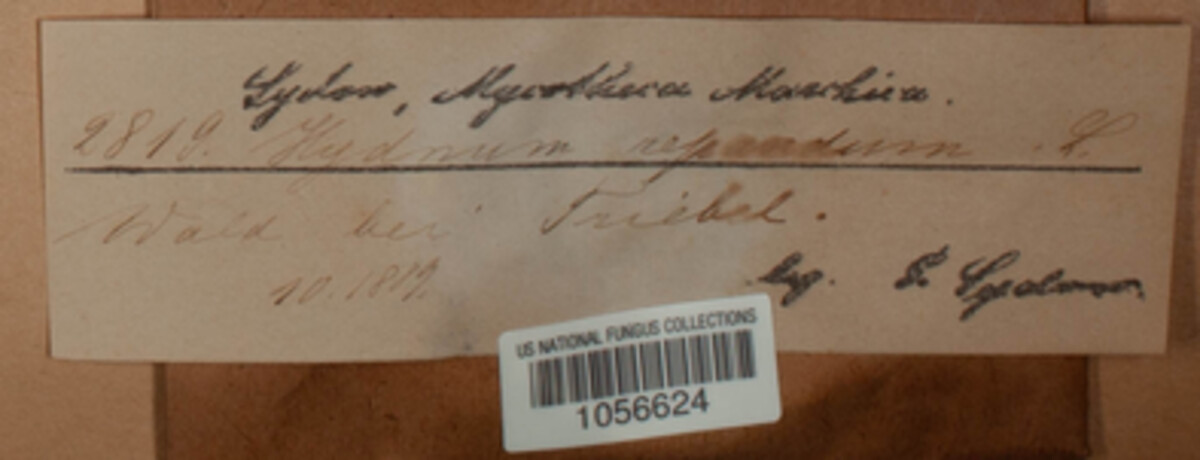 Sydow, Mycotheca Marchica.
2819. Hydnum repandum . L.
Wald bei Triebel.
10.1889.
leg. P. Sydow.
US NATIONAL FUNGUS COLLECTIONS
1056624